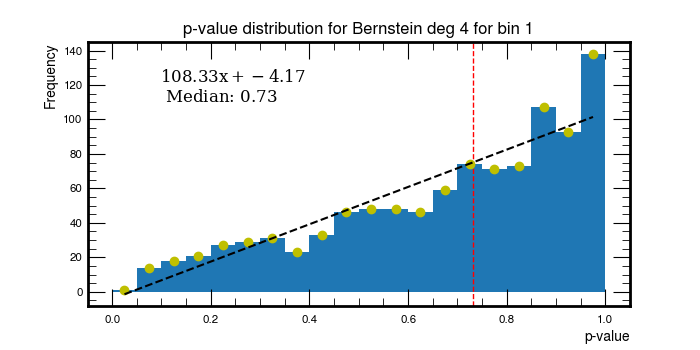 p-value distribution for Bernstein deg 4 for bin 1
Frequency
140
120
100
80
60
40
20
0
108.33x + −4.17
Median: 0.73
0.0 0.2 0.4 0.6 0.8 1.0
p-value